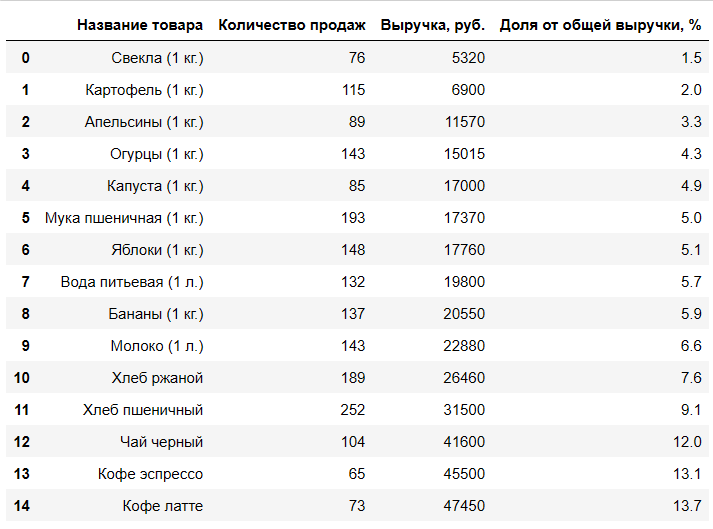 Название товара Количество продаж Выручка, руб. Доля от общей выручки, %
0 Свекла (1 кг.) 76 5320 1.5
1 Картофель (1 кг.) 115 6900 2.0
2 Апельсины (1 кг.) 89 11570 3.3
3 Огурцы (1 кг.) 143 15015 4.3
4 Капуста (1 кг.) 85 17000 4.9
5 Мука пшеничная (1 кг.) 193 17370 5.0
6 Яблоки (1 кг.) 148 17760 5.1
7 Вода питьевая (1 л.) 132 19800 5.7
8 Бананы (1 кг.) 137 20550 5.9
9 Молоко (1 л.) 143 22880 6.6
10 Хлеб ржаной 189 26460 7.6
11 Хлеб пшеничный 252 31500 9.1
12 Чай черный 104 41600 12.0
13 Кофе эспрессо 65 45500 13.1
14 Кофе латте 73 47450 13.7